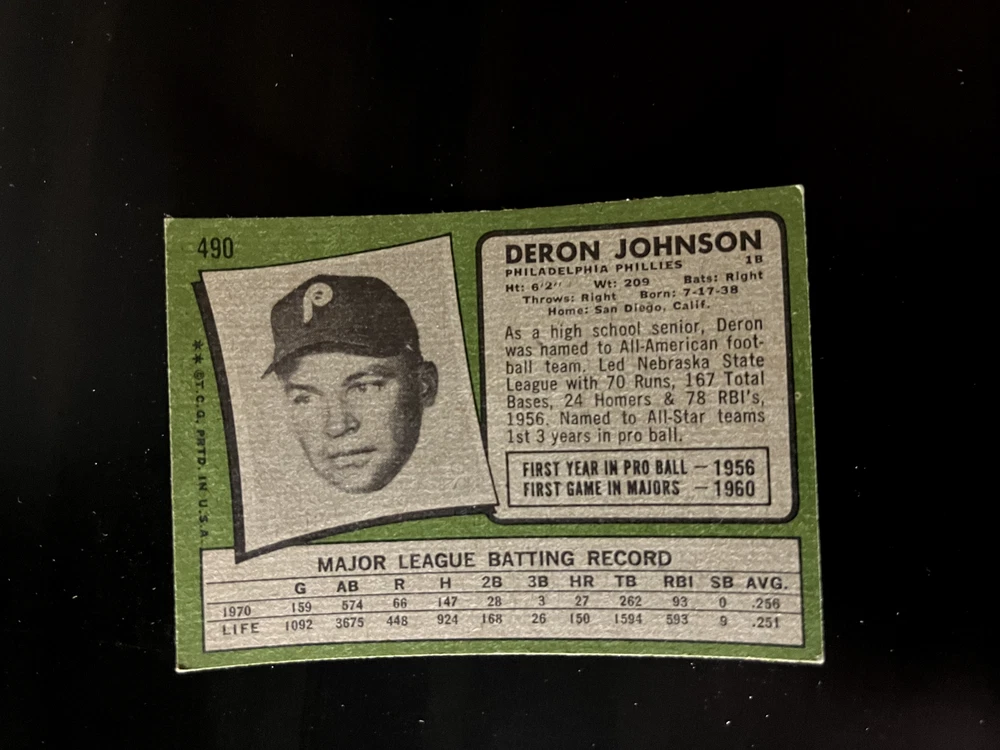 490
P
** ©T.C.G. PRTD. IN U.S.A.
DERON JOHNSON
PHILADELPHIA PHILLIES 1B
Ht: 6'2" Wt: 209 Bats: Right
Throws: Right Born: 7-17-38
Home: San Diego, Calif.
As a high school senior, Deron
was named to All-American foot-
ball team. Led Nebraska State
League with 70 Runs, 167 Total
Bases, 24 Homers & 78 RBI's,
1956. Named to All-Star teams
1st 3 years in pro ball.
FIRST YEAR IN PRO BALL — 1956
FIRST GAME IN MAJORS — 1960
MAJOR LEAGUE BATTING RECORD
G AB R H 2B 3B HR TB RBI SB AVG.
1970 159 574 66 147 28 3 27 262 93 0 .256
LIFE 1092 3675 448 924 168 26 150 1594 593 9 .251